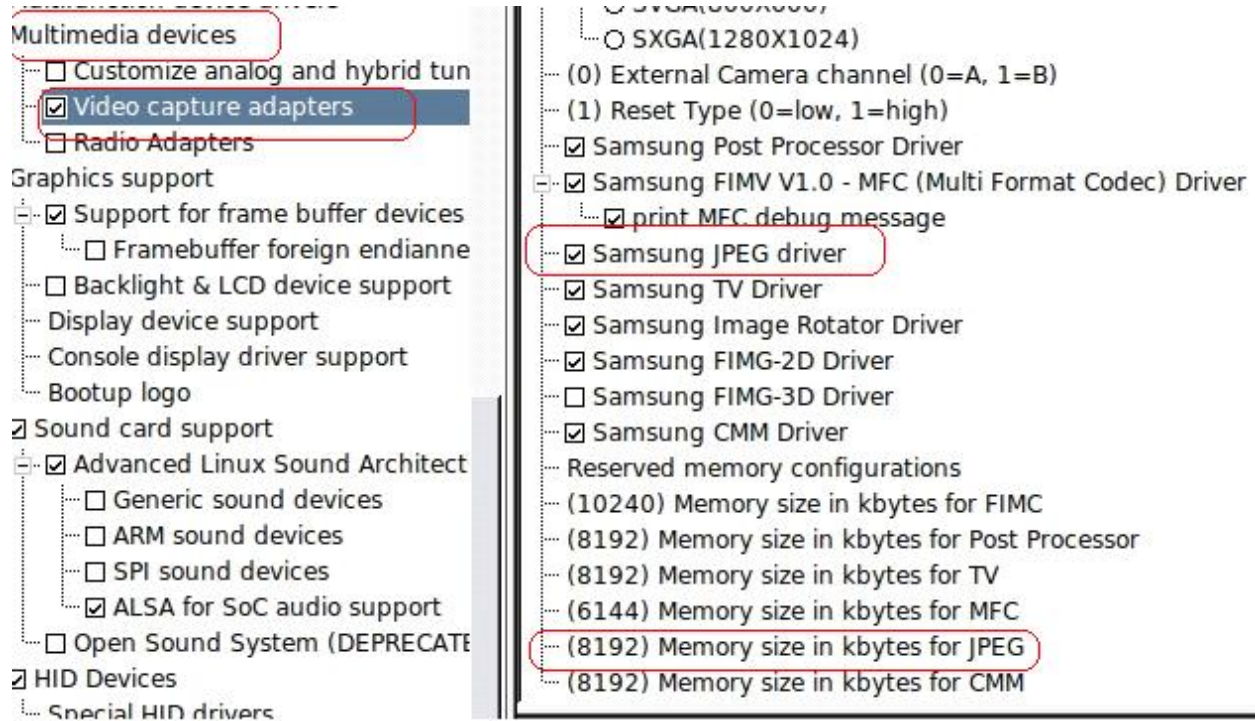 Multimedia devices
Customize analog and hybrid tun
Video capture adapters
Radio Adapters
Graphics support
Support for frame buffer devices
Framebuffer foreign endianne
Backlight & LCD device support
Display device support
Console display driver support
Bootup logo
Sound card support
Advanced Linux Sound Architect
Generic sound devices
ARM sound devices
SPI sound devices
ALSA for SoC audio support
Open Sound System (DEPRECATE
HID Devices
Special HID drivers
SVGA(800X600)
SXGA(1280X1024)
(0) External Camera channel (0=A, 1=B)
(1) Reset Type (0=low, 1=high)
Samsung Post Processor Driver
Samsung FIMV V1.0 - MFC (Multi Format Codec) Driver
print MFC debug message
Samsung JPEG driver
Samsung TV Driver
Samsung Image Rotator Driver
Samsung FIMG-2D Driver
Samsung FIMG-3D Driver
Samsung CMM Driver
Reserved memory configurations
(10240) Memory size in kbytes for FIMC
(8192) Memory size in kbytes for Post Processor
(8192) Memory size in kbytes for TV
(6144) Memory size in kbytes for MFC
(8192) Memory size in kbytes for JPEG
(8192) Memory size in kbytes for CMM